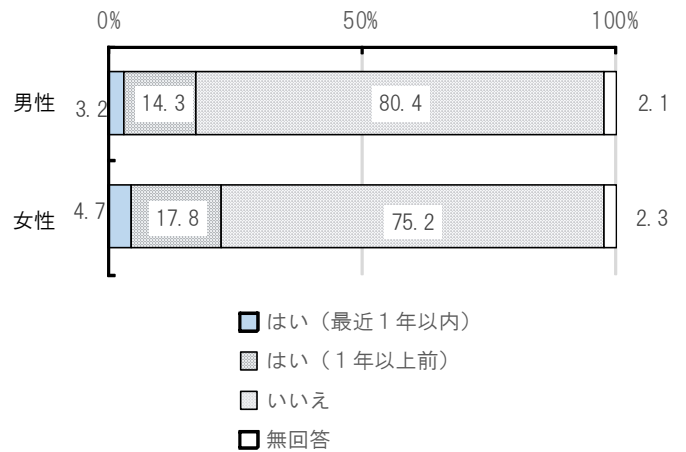 0% 50% 100%
男性 3.2 14.3 80.4 2.1
女性 4.7 17.8 75.2 2.3
はい（最近１年以内）
はい（１年以上前）
いいえ
無回答